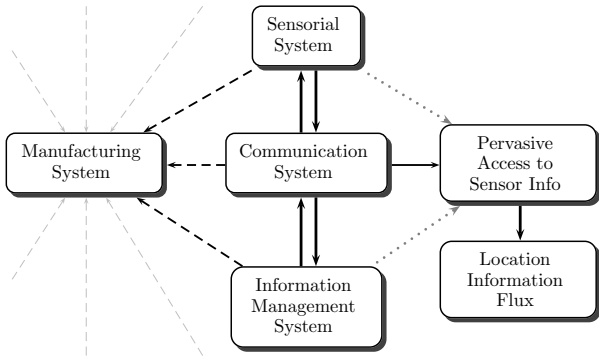 Sensorial
System
Manufacturing
System
Communication
System
Pervasive
Access to
Sensor Info
Information
Management
System
Location
Information
Flux